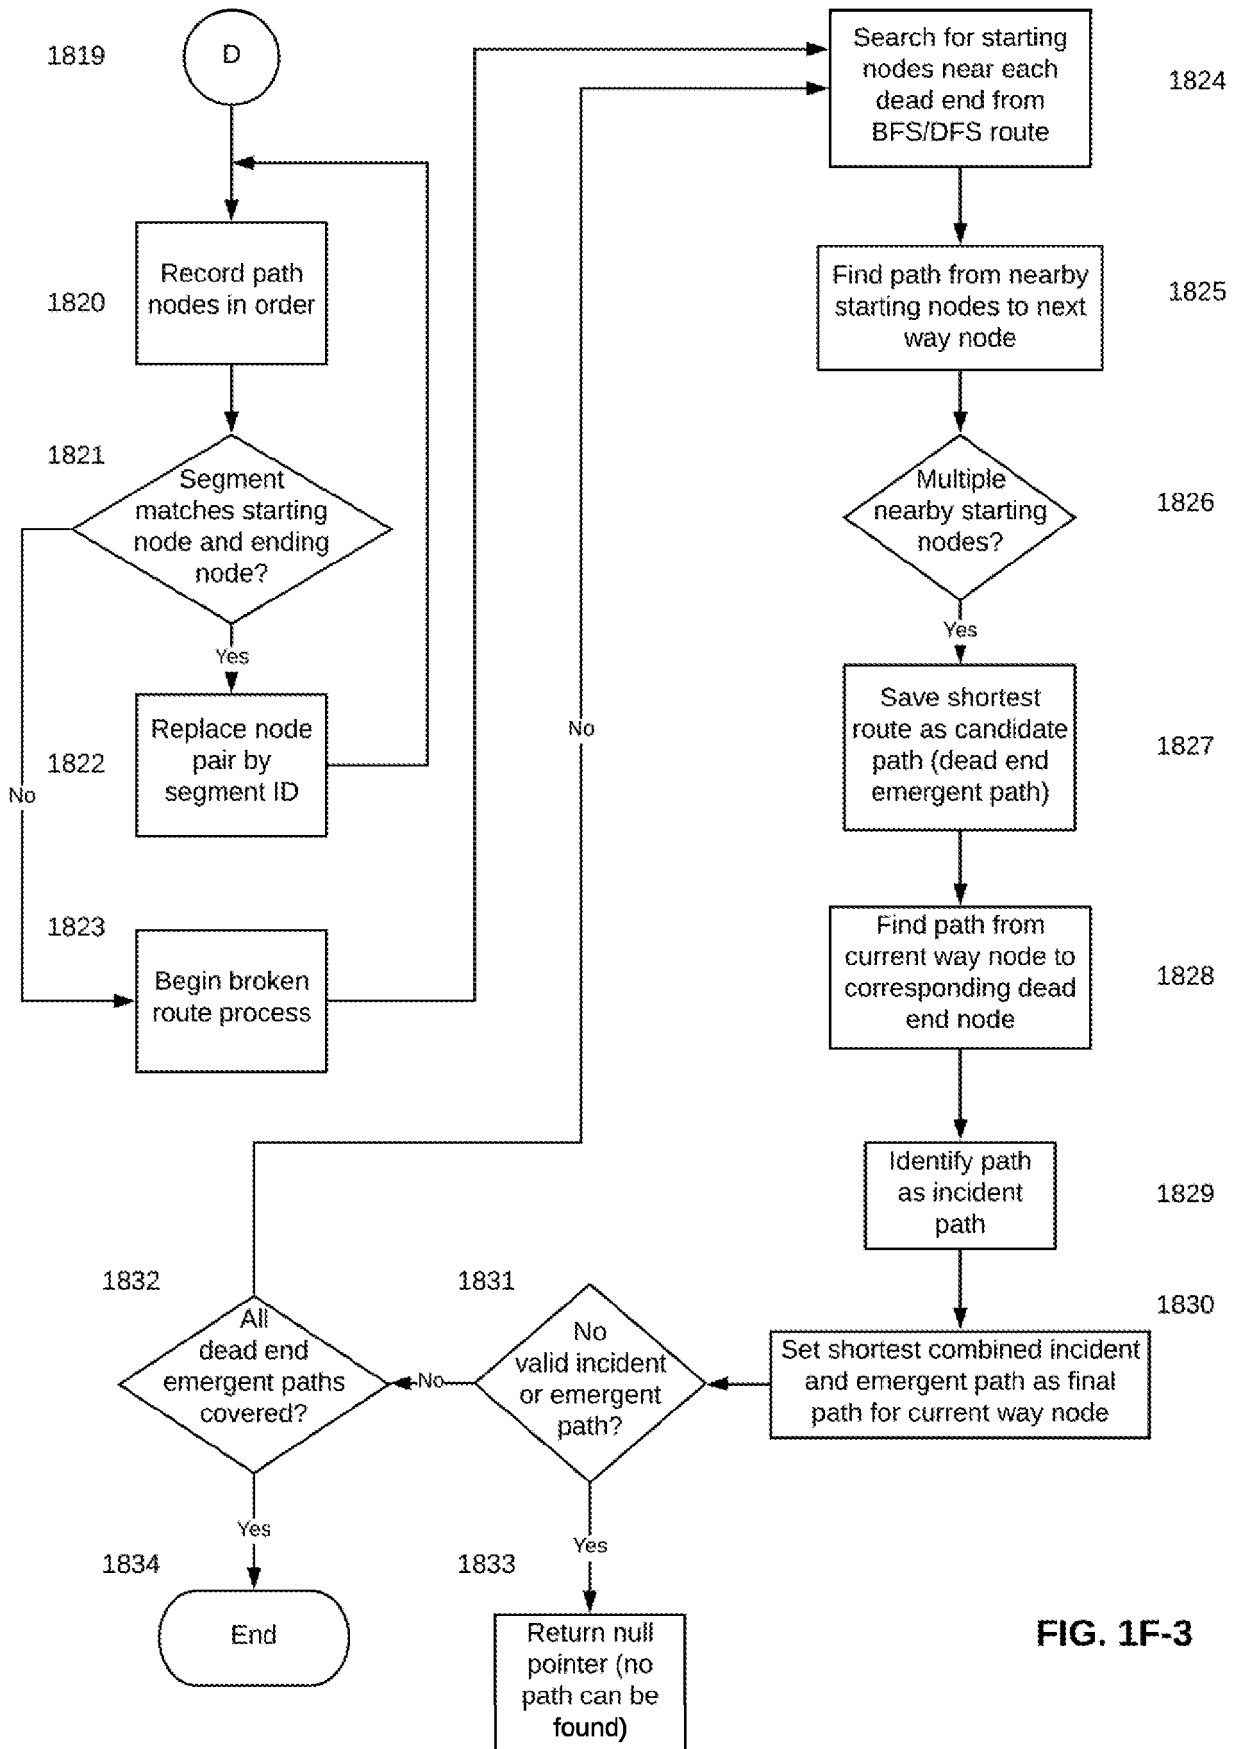 1819
D
1820
Record path
nodes in order
1821
Segment
matches starting
node and ending
node?
Yes
No
1822
Replace node
pair by
segment ID
1823
Begin broken
route process
1824
Search for starting
nodes near each
dead end from
BFS/DFS route
1825
Find path from nearby
starting nodes to next
way node
1826
Multiple
nearby starting
nodes?
Yes
1827
Save shortest
route as candidate
path (dead end
emergent path)
1828
Find path from
current way node to
corresponding dead
end node
1829
Identify path
as incident
path
1830
Set shortest combined incident
and emergent path as final
path for current way node
1831
No
valid incident
or emergent
path?
No
Yes
1832
All
dead end
emergent paths
covered?
No
Yes
1833
Return null
pointer (no
path can be
found)
1834
End
FIG. 1F-3